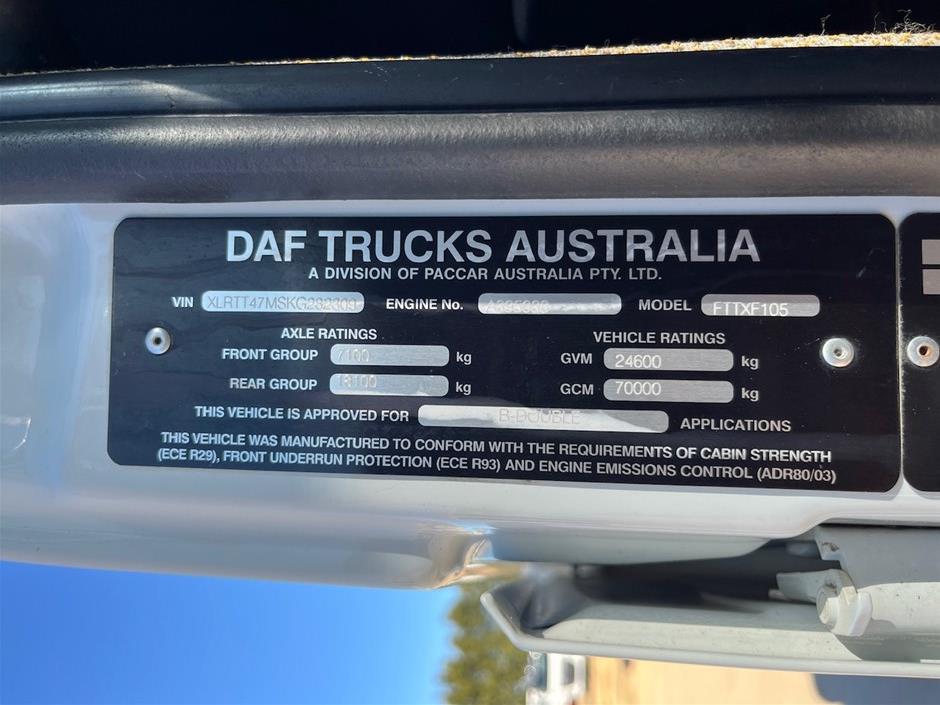 DAF TRUCKS AUSTRALIA
A DIVISION OF PACCAR AUSTRALIA PTY. LTD.
VIN ENGINE No. MODEL FTTXF105
AXLE RATINGS VEHICLE RATINGS
FRONT GROUP 7100 kg GVM 24600 kg
REAR GROUP 18100 kg GCM 70000 kg
THIS VEHICLE IS APPROVED FOR B-DOUBLE APPLICATIONS
THIS VEHICLE WAS MANUFACTURED TO CONFORM WITH THE REQUIREMENTS OF CABIN STRENGTH
(ECE R29), FRONT UNDERRUN PROTECTION (ECE R93) AND ENGINE EMISSIONS CONTROL (ADR80/03)